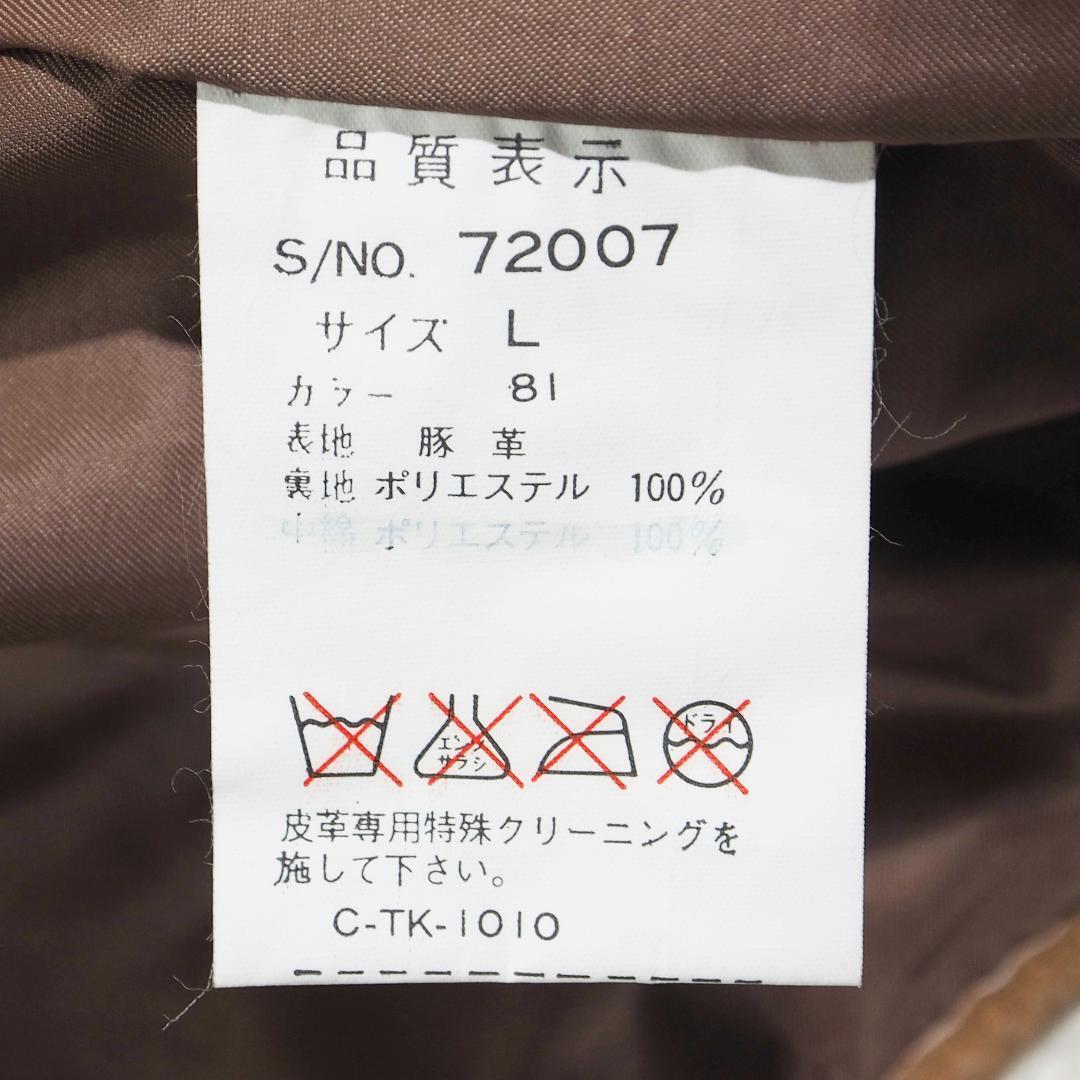 品質表示
S/NO. 72007
サイズ L
カラー 81
表地 豚革
裏地 ポリエステル 100%
中綿 ポリエステル 100%
エンソ サラシ
ドライ
皮革専用特殊クリーニングを
施して下さい。
C-TK-1010